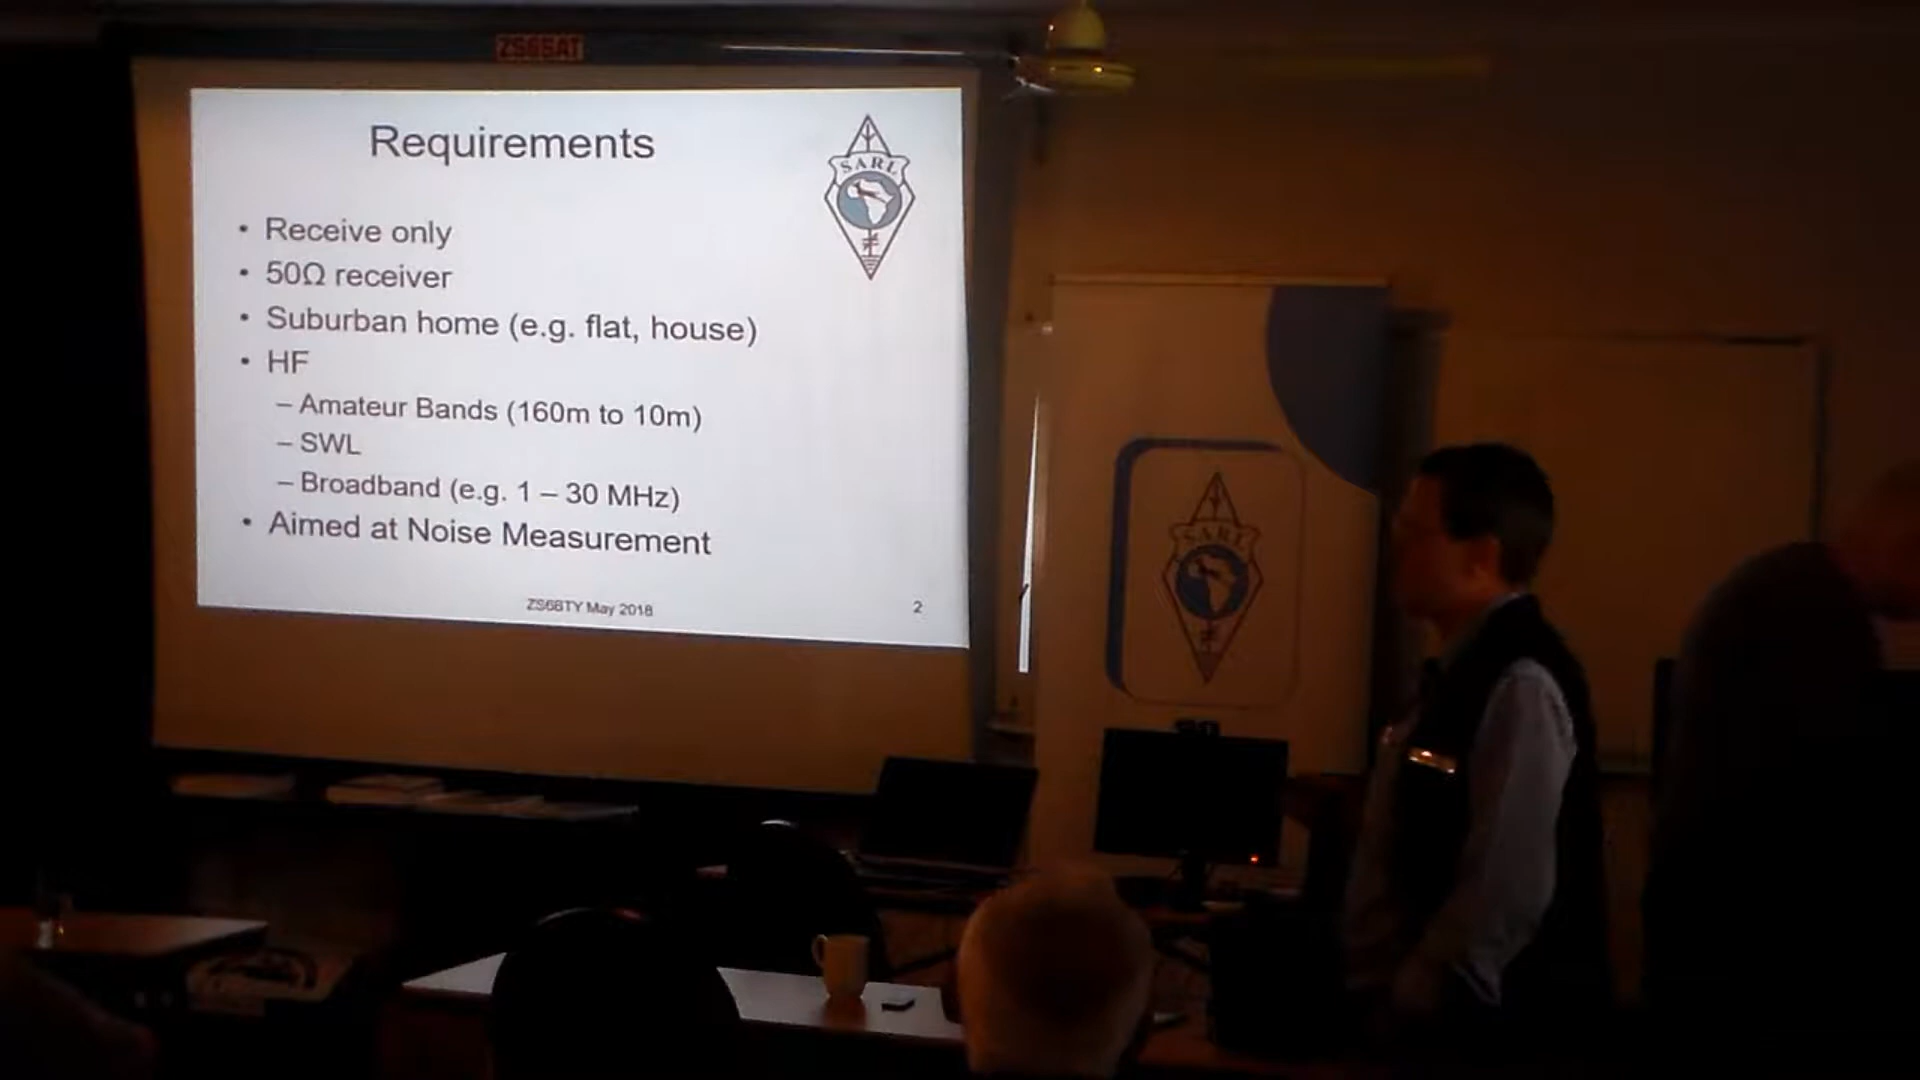 ZS6SAT
Requirements
SARL
• Receive only
• 50Ω receiver
• Suburban home (e.g. flat, house)
• HF
– Amateur Bands (160m to 10m)
– SWL
– Broadband (e.g. 1 – 30 MHz)
• Aimed at Noise Measurement
ZS6BTY May 2018
2
SARL